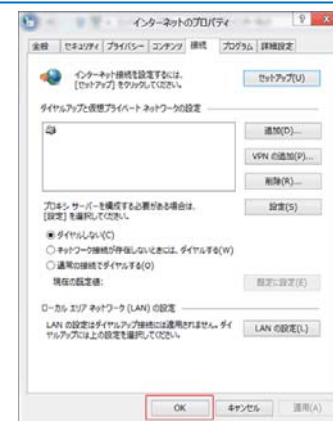 インターネットのプロパティ
全般 セキュリティ プライバシー コンテンツ 接続 プログラム 詳細設定
インターネット接続を設定するには、
[セットアップ] をクリックしてください。
セットアップ(U)
ダイヤルアップと仮想プライベート ネットワークの設定
追加(D)...
VPN の追加(P)...
削除(R)...
プロキシ サーバーを構成する必要がある場合は、
[設定] を選択してください。
設定(S)
ダイヤルしない(C)
ネットワーク接続が存在しないときには、ダイヤルする(W)
通常の接続でダイヤルする(O)
現在の既定値:
既定に設定(E)
ローカル エリア ネットワーク (LAN) の設定
LAN の設定はダイヤルアップ接続には適用されません。ダイ
ヤルアップには上の設定を選択してください。
LAN の設定(L)
OK キャンセル 適用(A)